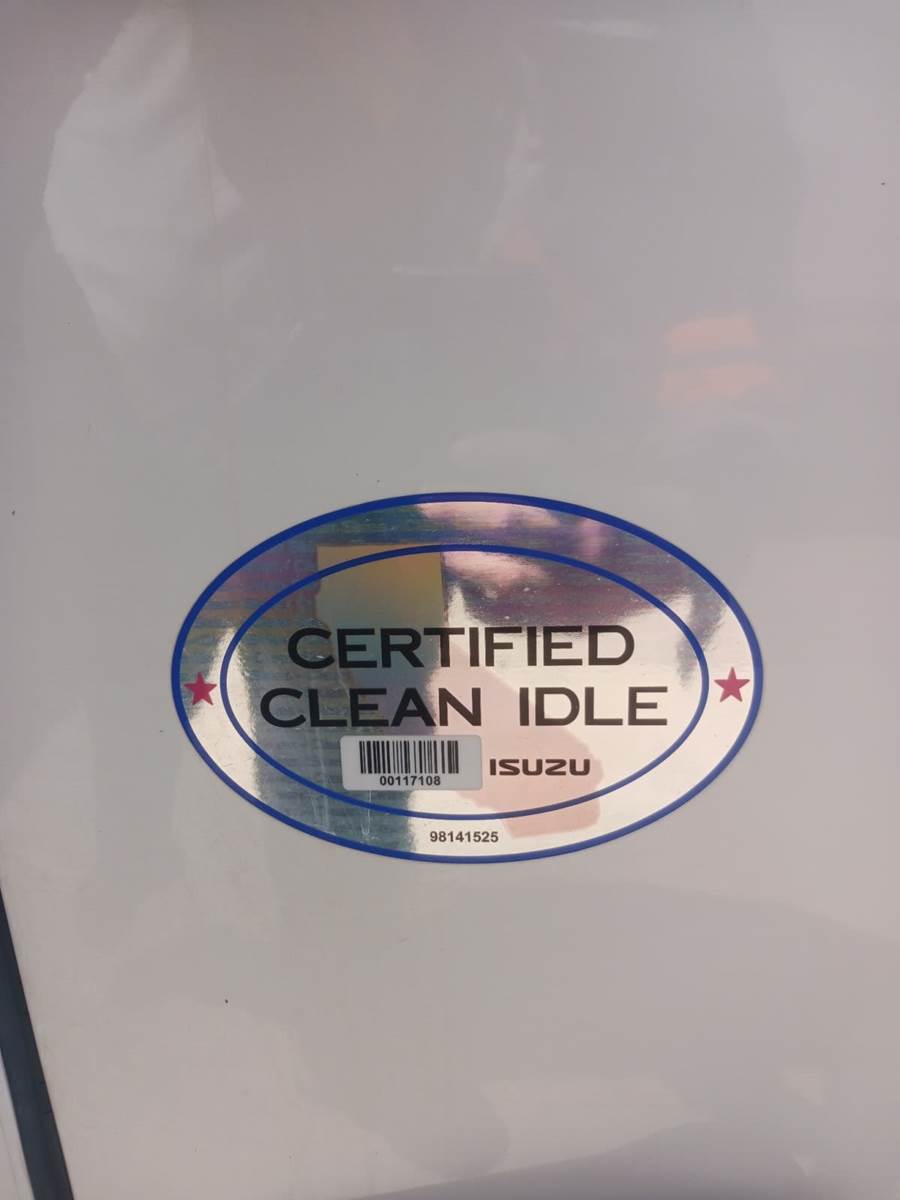 CERTIFIED
CLEAN IDLE
00117108
ISUZU
98141525